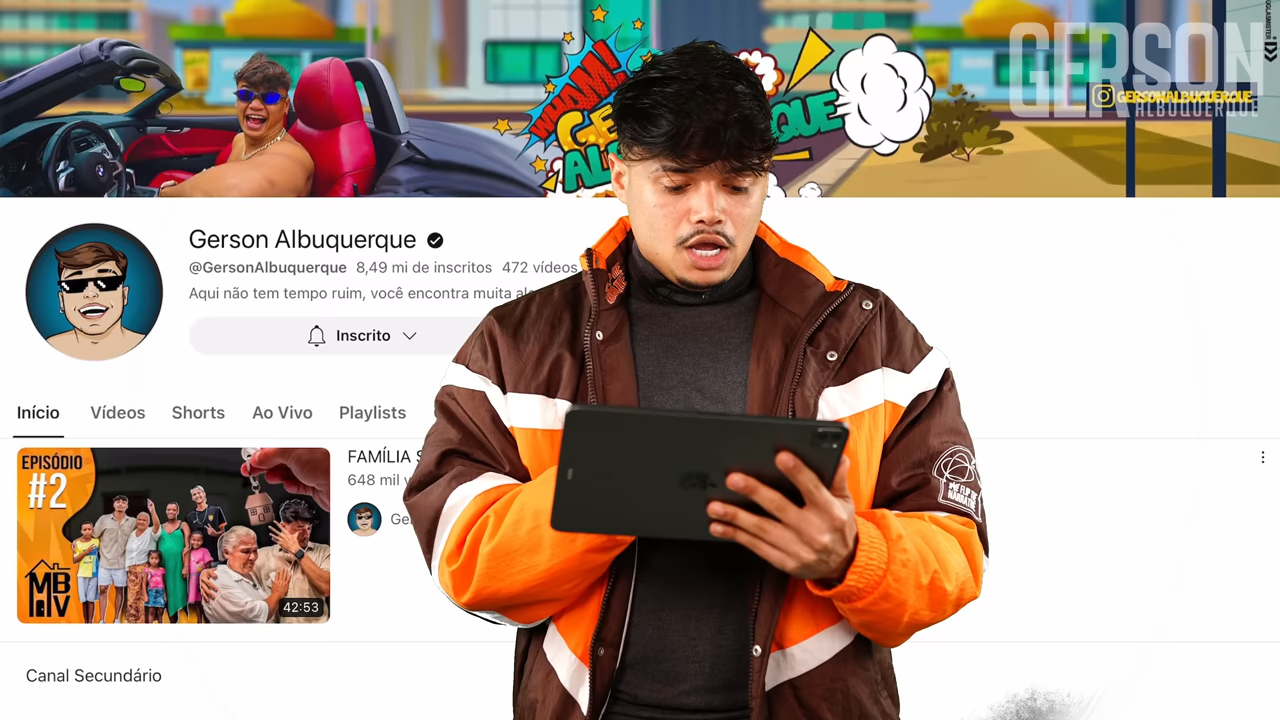 GERSON
ALBUQUERQUE
GERSONALBUQUERQUE
WHAM!
Gerson Albuquerque
@GersonAlbuquerque 8,49 mi de inscritos 472 vídeos
Aqui não tem tempo ruim, você encontra muita
Inscrito
Início Vídeos Shorts Ao Vivo Playlists
EPISÓDIO
#2
MB
V
42:53
FAMÍLIA
648 mil
Canal Secundário